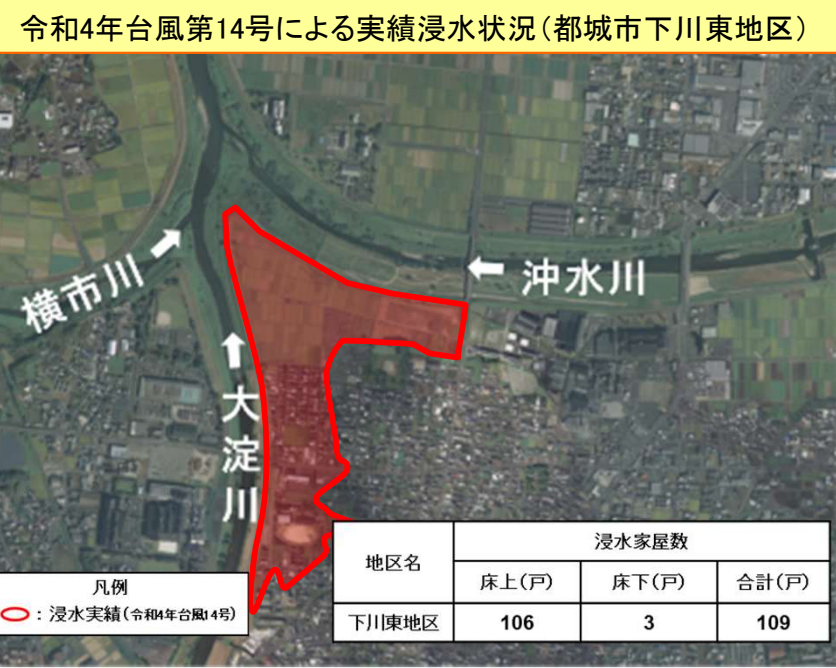 令和4年台風第14号による実績浸水状況（都城市下川東地区）
横市川
沖水川
大淀川
地区名
浸水家屋数
床上(戸)
床下(戸)
合計(戸)
下川東地区
106
3
109
凡例
：浸水実績(令和4年台風14号)